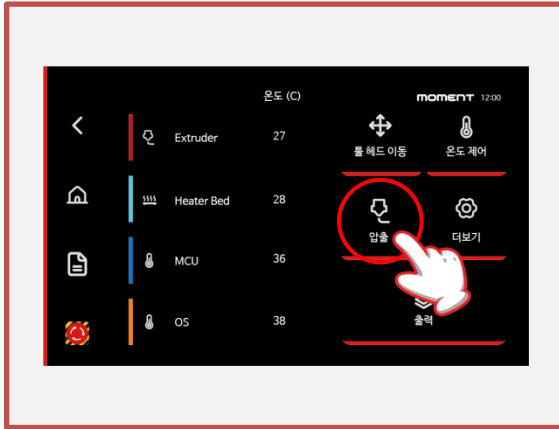 온도 (C)
moment 12:00
Extruder 27
툴 헤드 이동 온도 제어
Heater Bed 28
압출 더보기
MCU 36
OS 38
출력